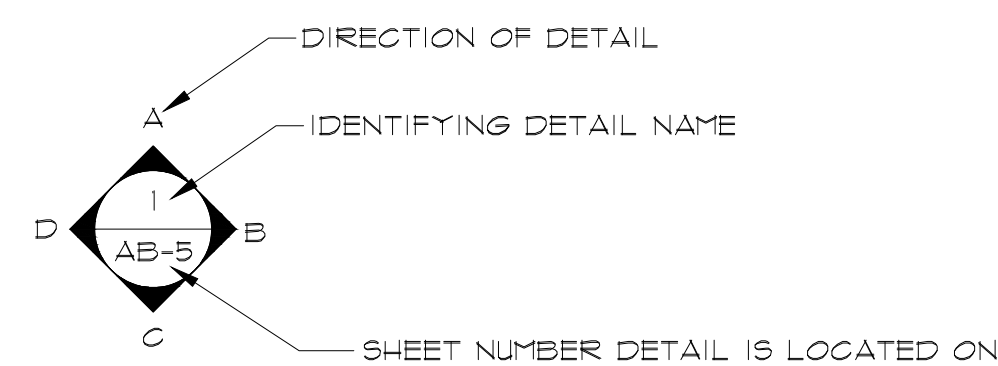 DIRECTION OF DETAIL
A
IDENTIFYING DETAIL NAME
1
D
B
AB-5
C
SHEET NUMBER DETAIL IS LOCATED ON